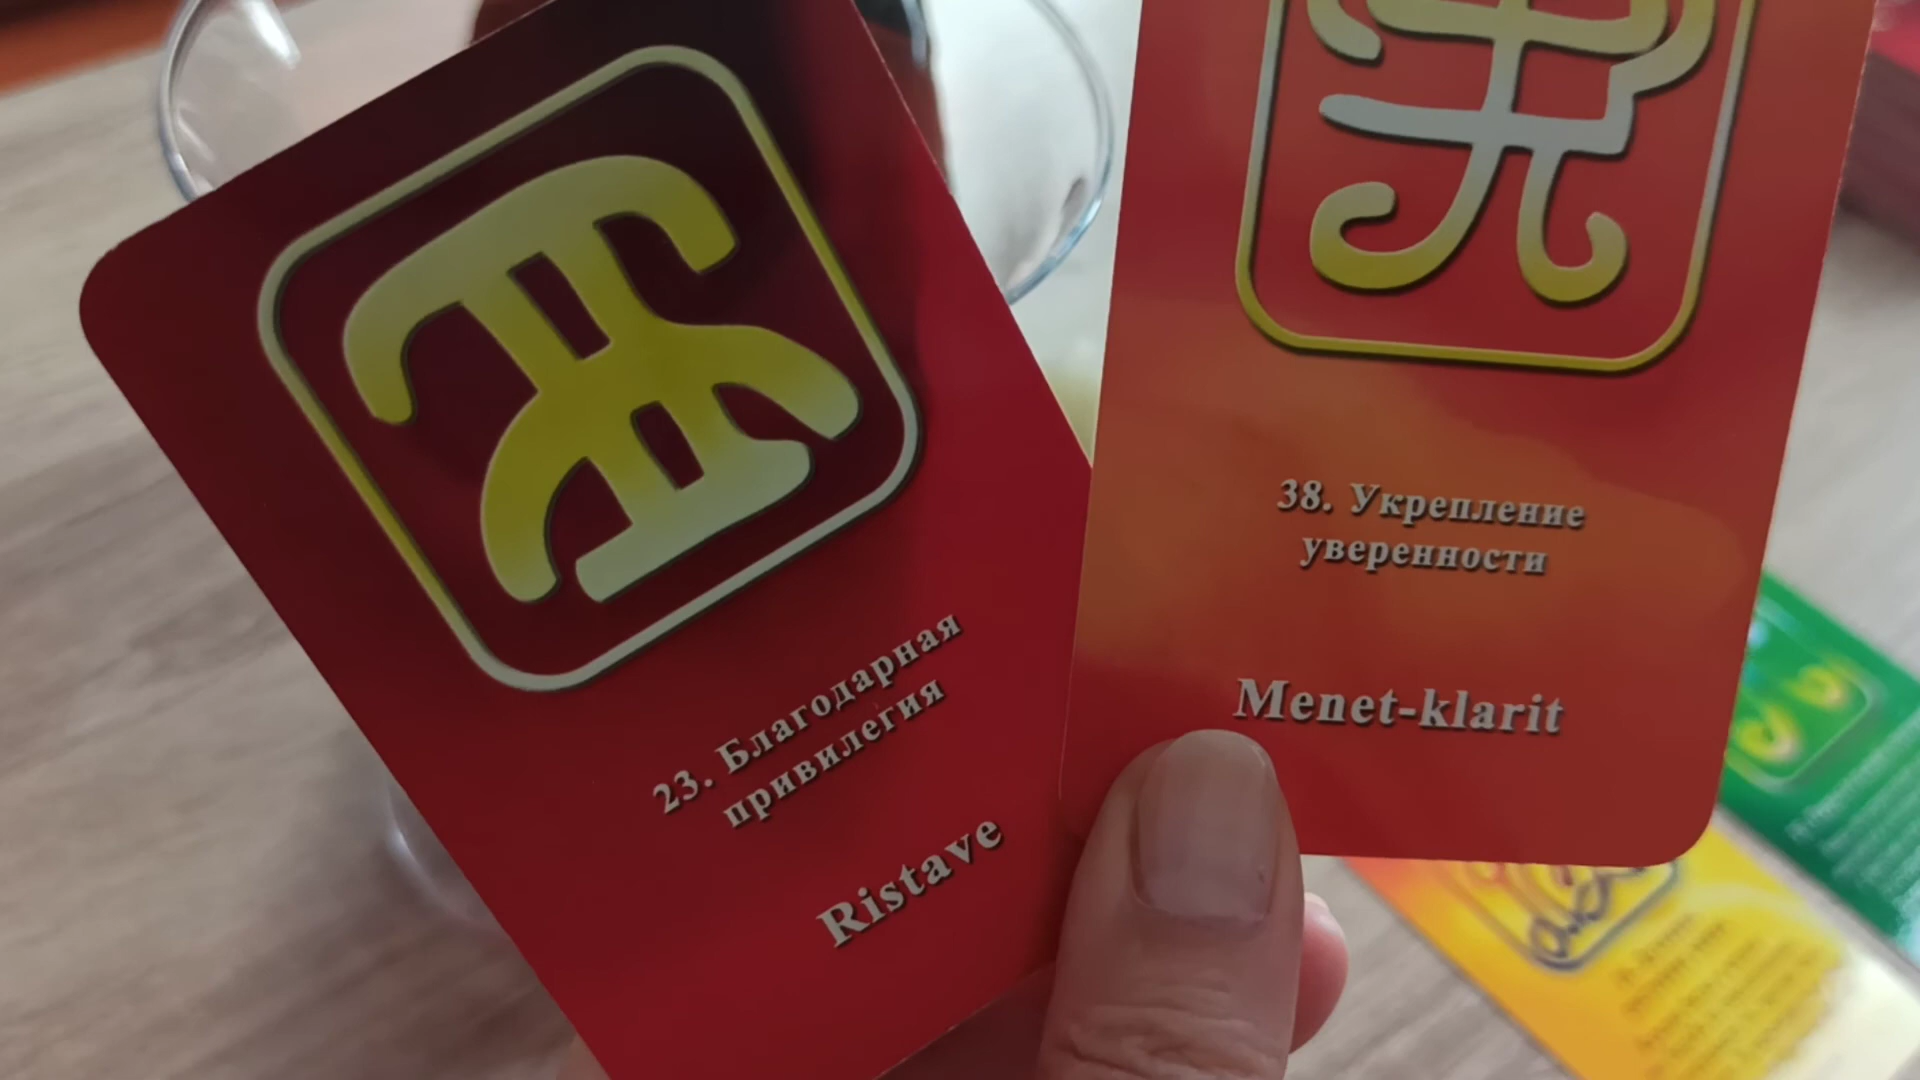 23. Благодарная
привилегия
Ristave
38. Укрепление
уверенности
Menet-klarit